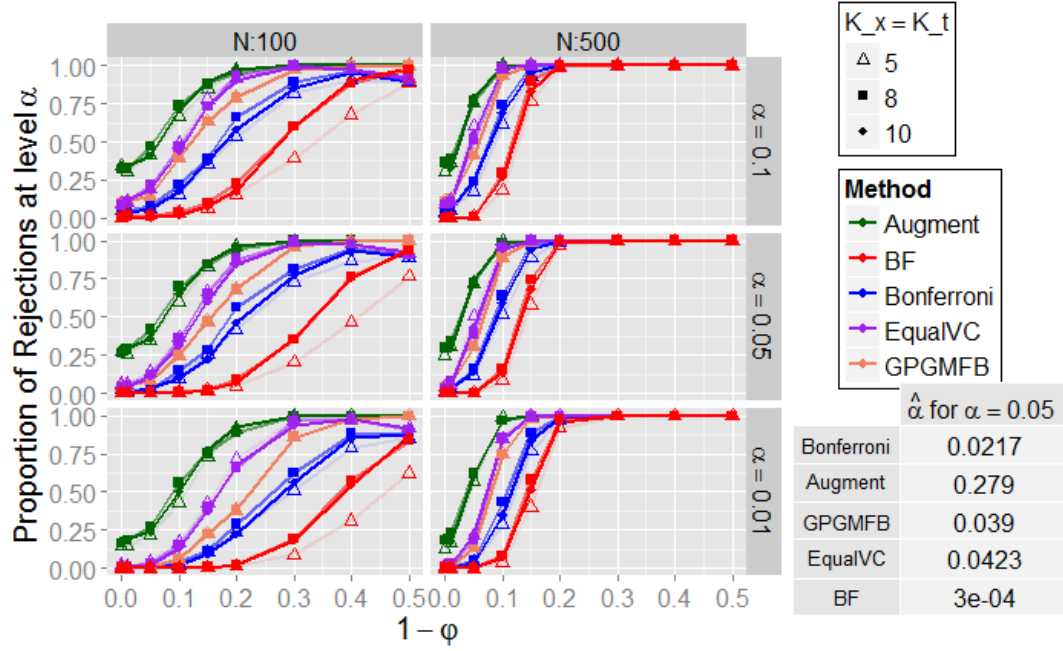 N:100
N:500
Proportion of Rejections at level α
1.00
0.75
0.50
0.25
0.00
α = 0.1
1.00
0.75
0.50
0.25
0.00
α = 0.05
1.00
0.75
0.50
0.25
0.00
α = 0.01
0.0 0.1 0.2 0.3 0.4 0.5
0.0 0.1 0.2 0.3 0.4 0.5
1 − φ
K_x = K_t
5
8
10
Method
Augment
BF
Bonferroni
EqualVC
GPGMFB
α̂ for α = 0.05
Bonferroni 0.0217
Augment 0.279
GPGMFB 0.039
EqualVC 0.0423
BF 3e-04